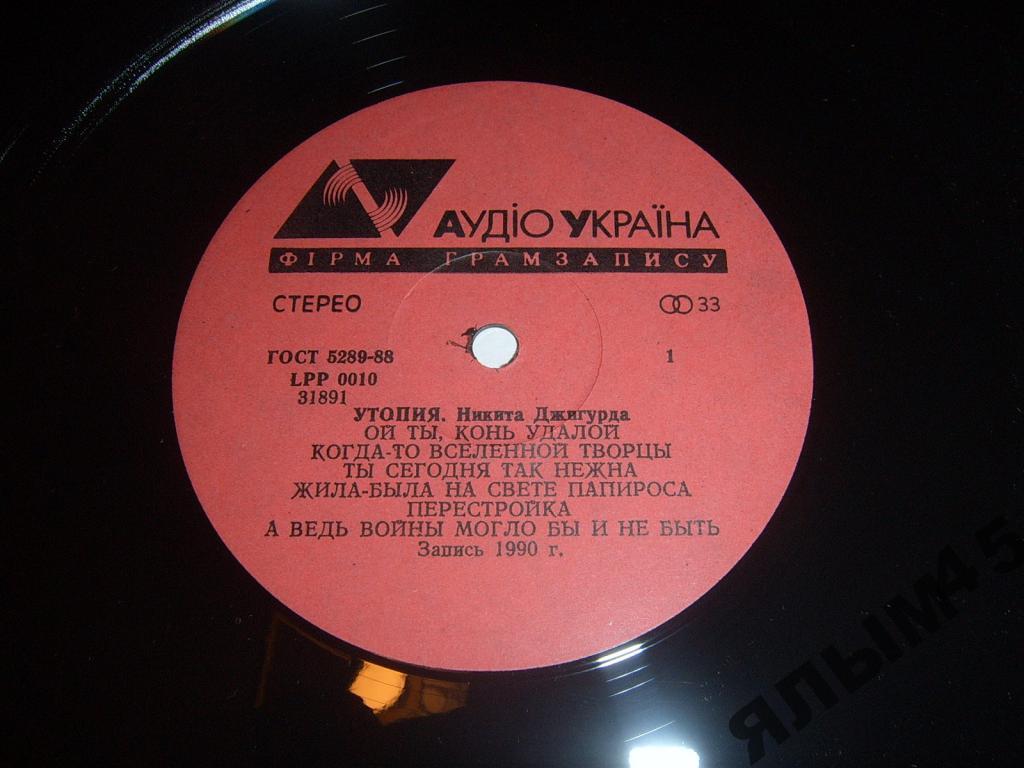 АУДІО УКРАЇНА
ФІРМА ГРАМЗАПИСУ
СТЕРЕО 33
ГОСТ 5289-88 1
LPP 0010
31891
УТОПИЯ. Никита Джигурда
ОЙ ТЫ, КОНЬ УДАЛОЙ
КОГДА-ТО ВСЕЛЕННОЙ ТВОРЦЫ
ТЫ СЕГОДНЯ ТАК НЕЖНА
ЖИЛА-БЫЛА НА СВЕТЕ ПАПИРОСА
ПЕРЕСТРОЙКА
А ВЕДЬ ВОЙНЫ МОГЛО БЫ И НЕ БЫТЬ
Запись 1990 г.
ЯЛЫМ45